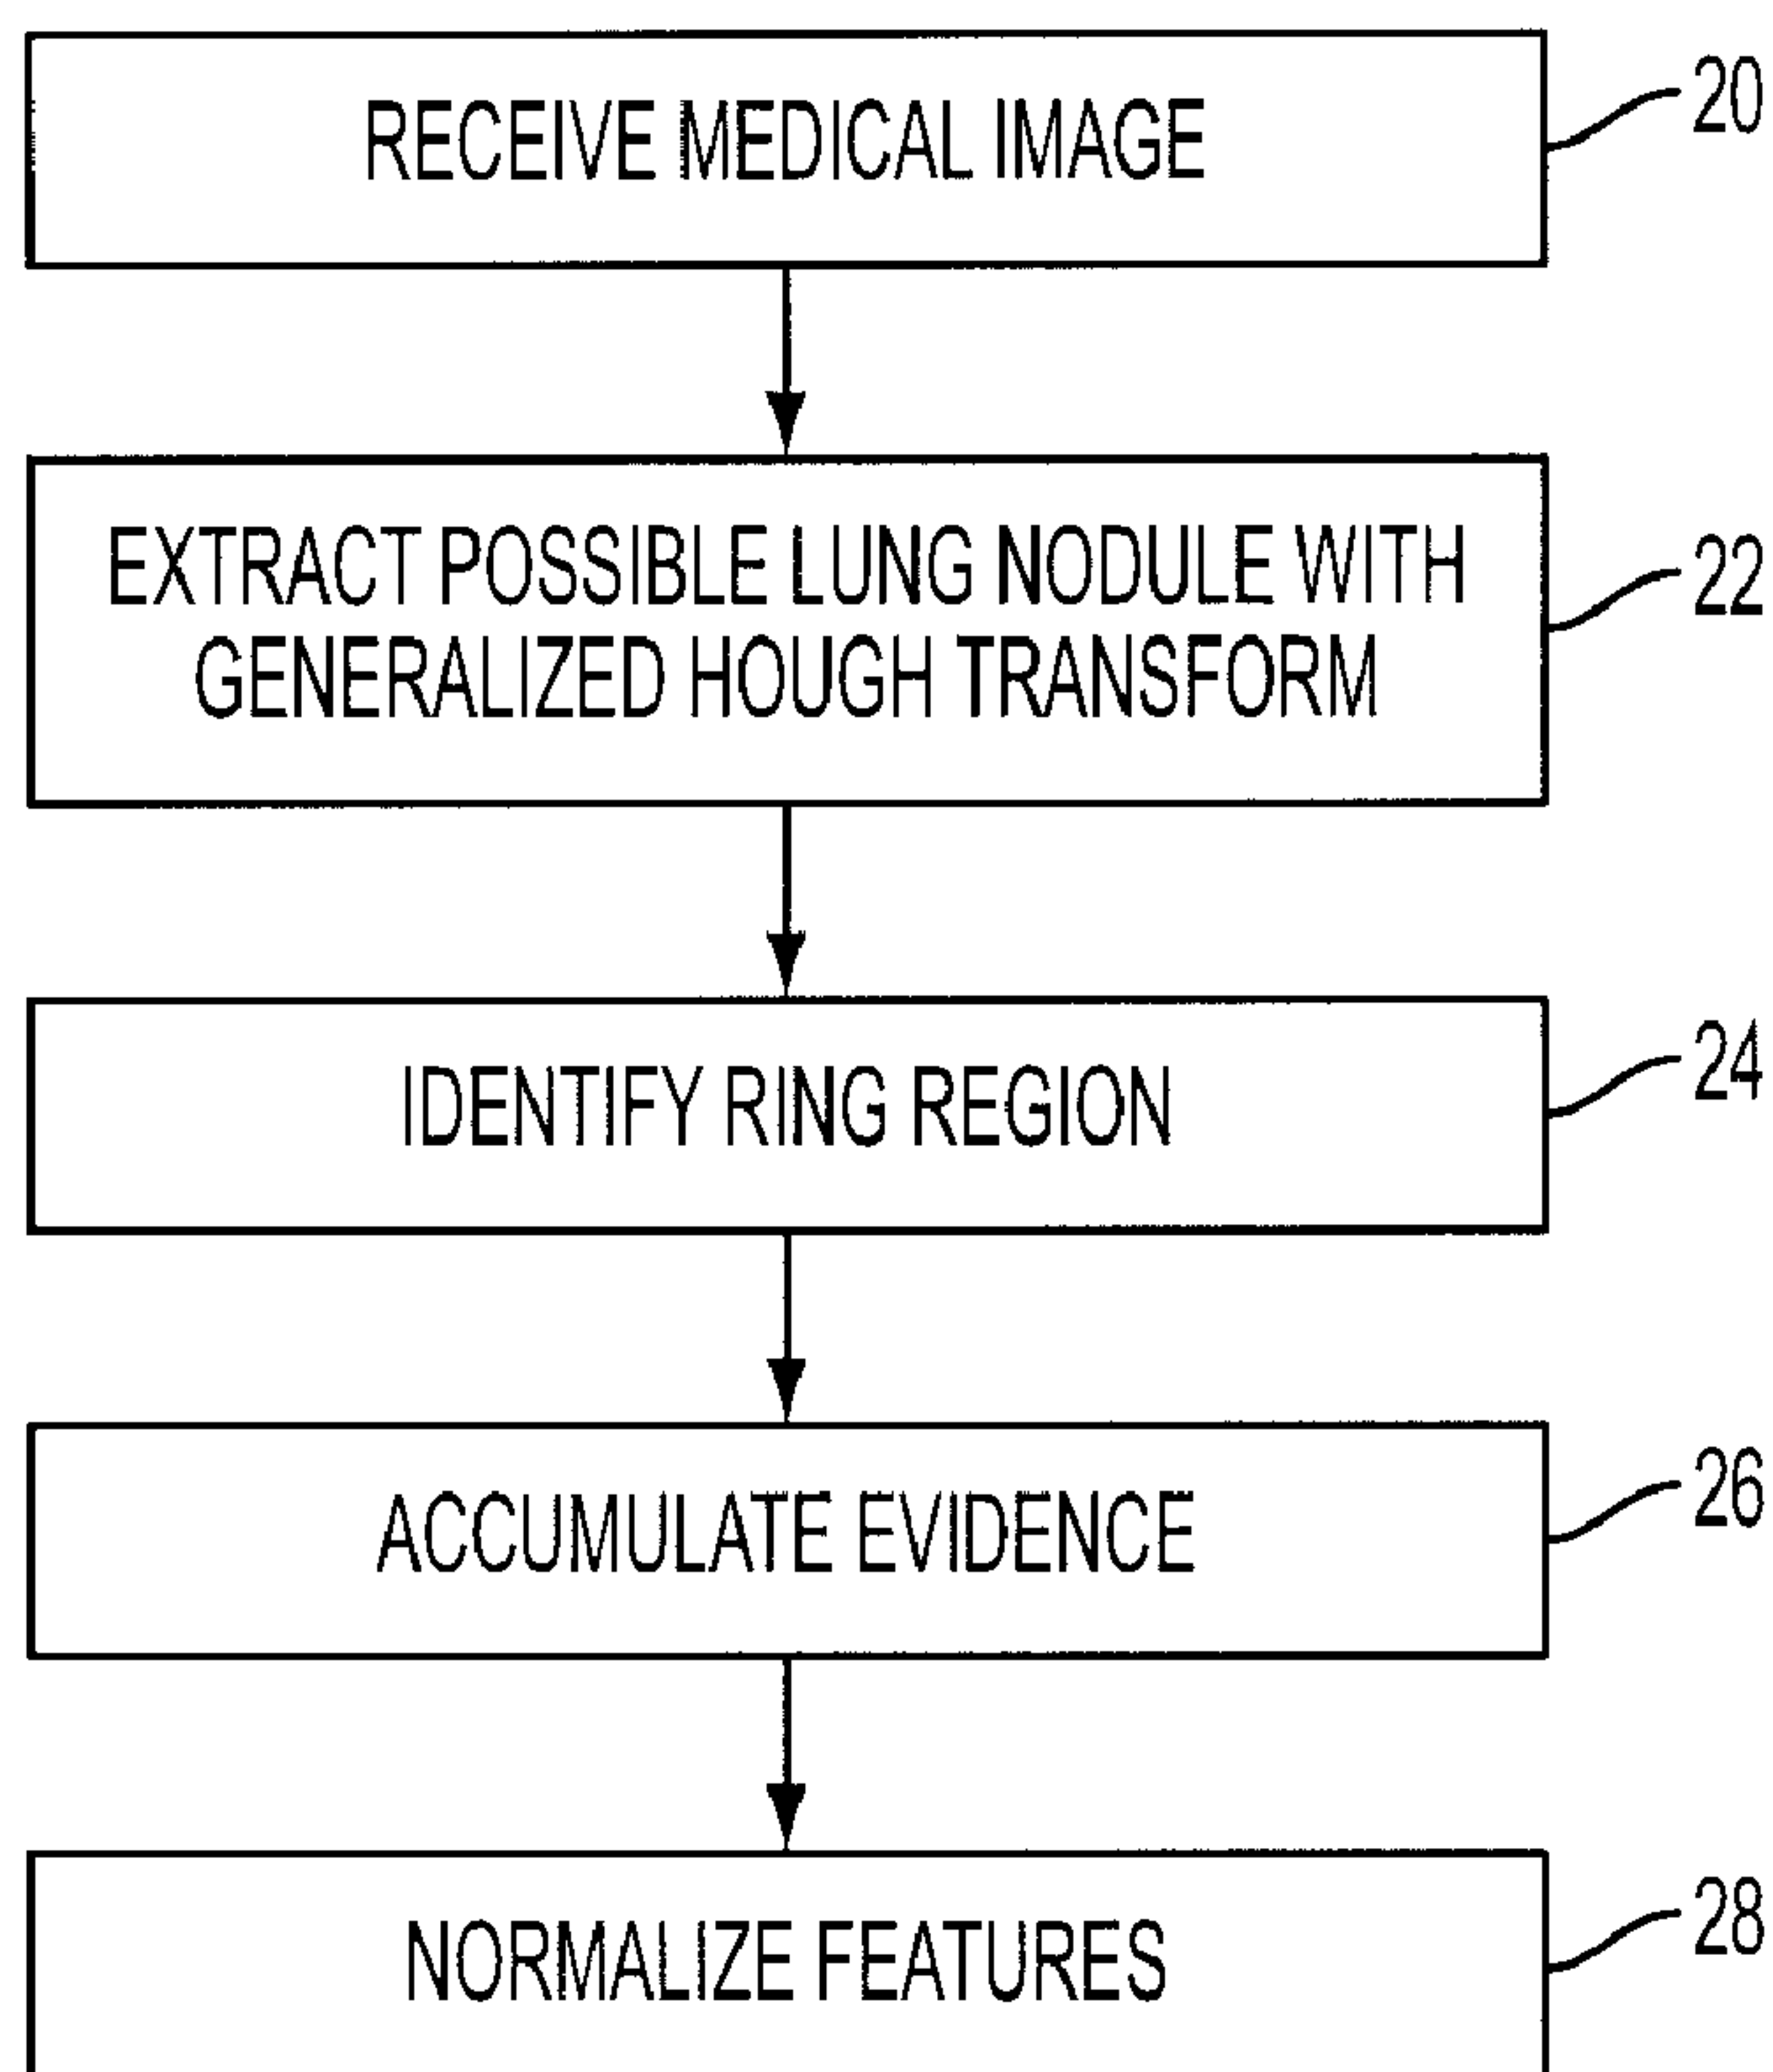 RECEIVE MEDICAL IMAGE
20
EXTRACT POSSIBLE LUNG NODULE WITH
GENERALIZED HOUGH TRANSFORM
22
IDENTIFY RING REGION
24
ACCUMULATE EVIDENCE
26
NORMALIZE FEATURES
28